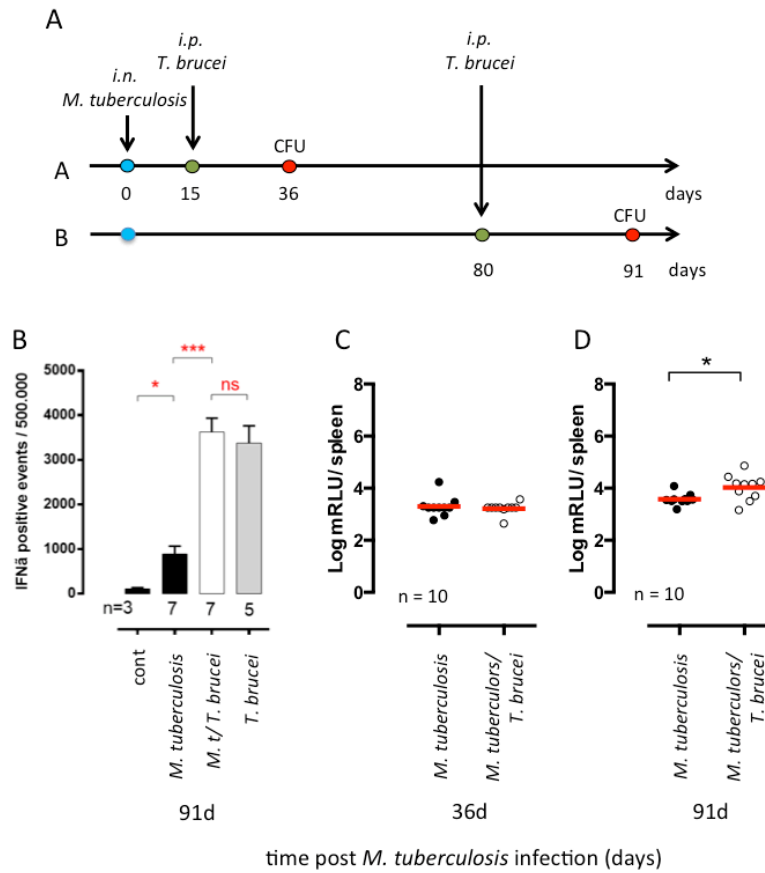 A
i.n.
M. tuberculosis
i.p.
T. brucei
i.p.
T. brucei
CFU
A
0 15 36 days
CFU
B
80 91 days
B
IFNã positive events / 500.000
5000
4000
3000
2000
1000
0
*
***
ns
n=3 7 7 5
cont
M. tuberculosis
M. t/ T. brucei
T. brucei
91d
C
Log mRLU/ spleen
8
6
4
2
0
n = 10
M. tuberculosis
M. tuberculors/
T. brucei
36d
D
Log mRLU/ spleen
8
6
4
2
0
*
n = 10
M. tuberculosis
M. tuberculors/
T. brucei
91d
time post M. tuberculosis infection (days)